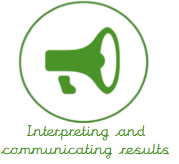 Interpreting and
communicating results